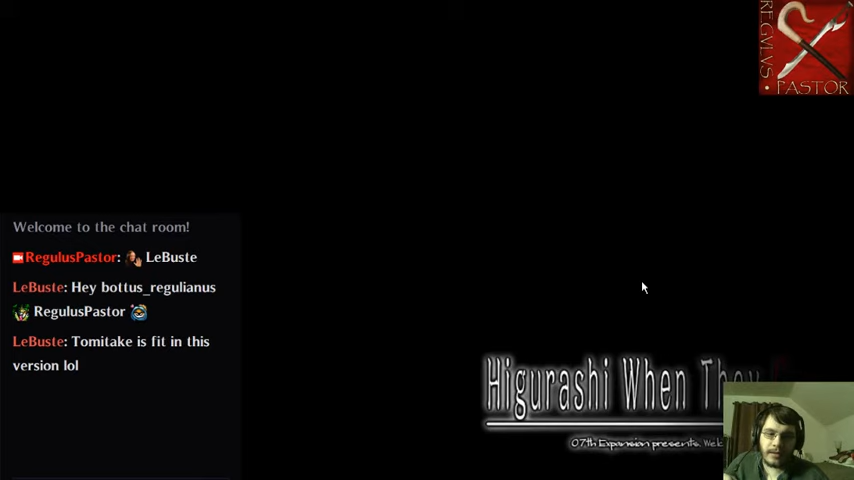 REGVLVS
• PASTOR
Welcome to the chat room!
RegulusPastor: LeBuste
LeBuste: Hey bottus_regulianus
RegulusPastor
LeBuste: Tomitake is fit in this
version lol
Higurashi When They
07th Expansion presents. Welc